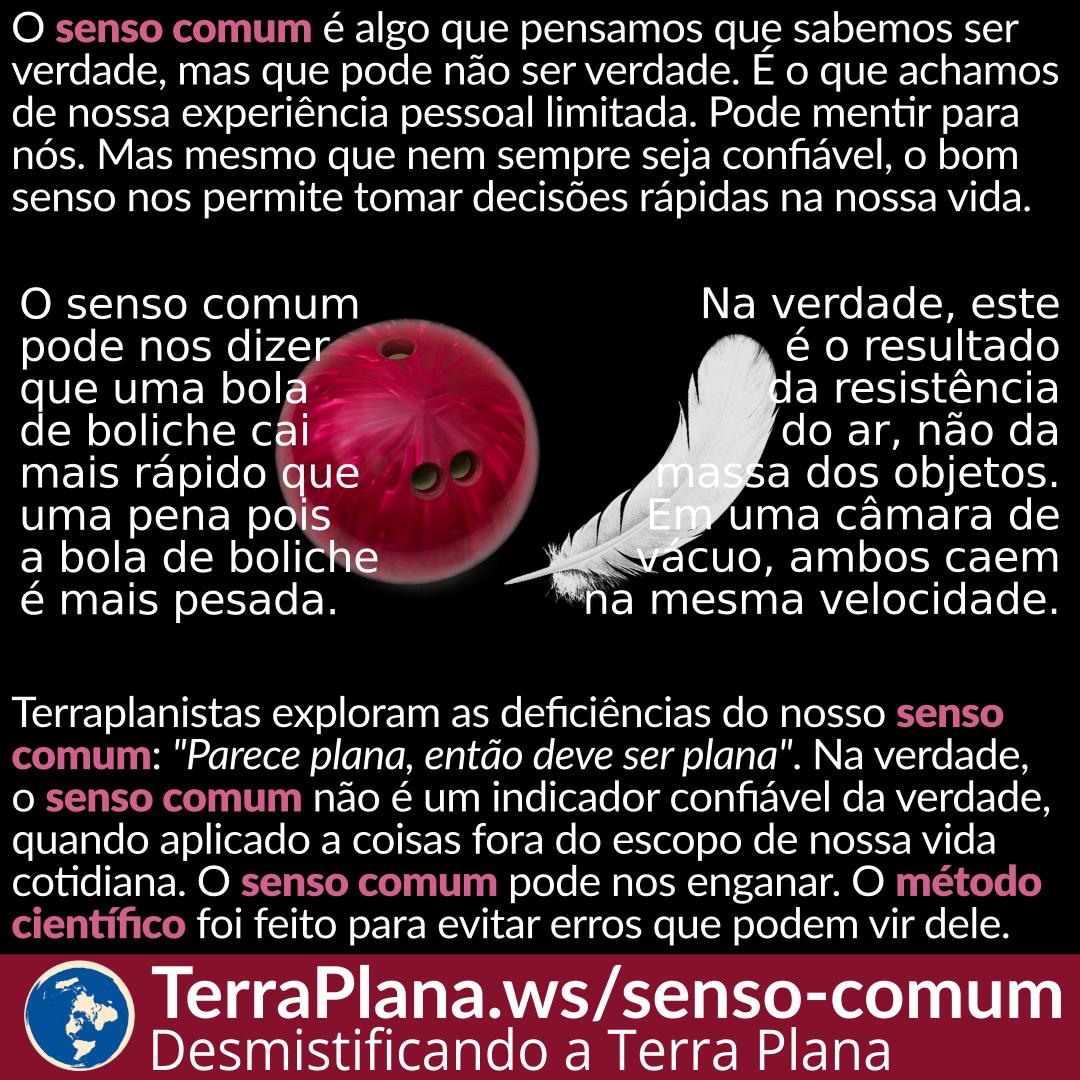 O senso comum é algo que pensamos que sabemos ser
verdade, mas que pode não ser verdade. É o que achamos
de nossa experiência pessoal limitada. Pode mentir para
nós. Mas mesmo que nem sempre seja confiável, o bom
senso nos permite tomar decisões rápidas na nossa vida.
O senso comum
pode nos dizer
que uma bola
de boliche cai
mais rápido que
uma pena pois
a bola de boliche
é mais pesada.
Na verdade, este
é o resultado
da resistência
do ar, não da
massa dos objetos.
Em uma câmara de
vácuo, ambos caem
na mesma velocidade.
Terraplanistas exploram as deficiências do nosso senso
comum: "Parece plana, então deve ser plana". Na verdade,
o senso comum não é um indicador confiável da verdade,
quando aplicado a coisas fora do escopo de nossa vida
cotidiana. O senso comum pode nos enganar. O método
científico foi feito para evitar erros que podem vir dele.
TerraPlana.ws/senso-comum
Desmistificando a Terra Plana